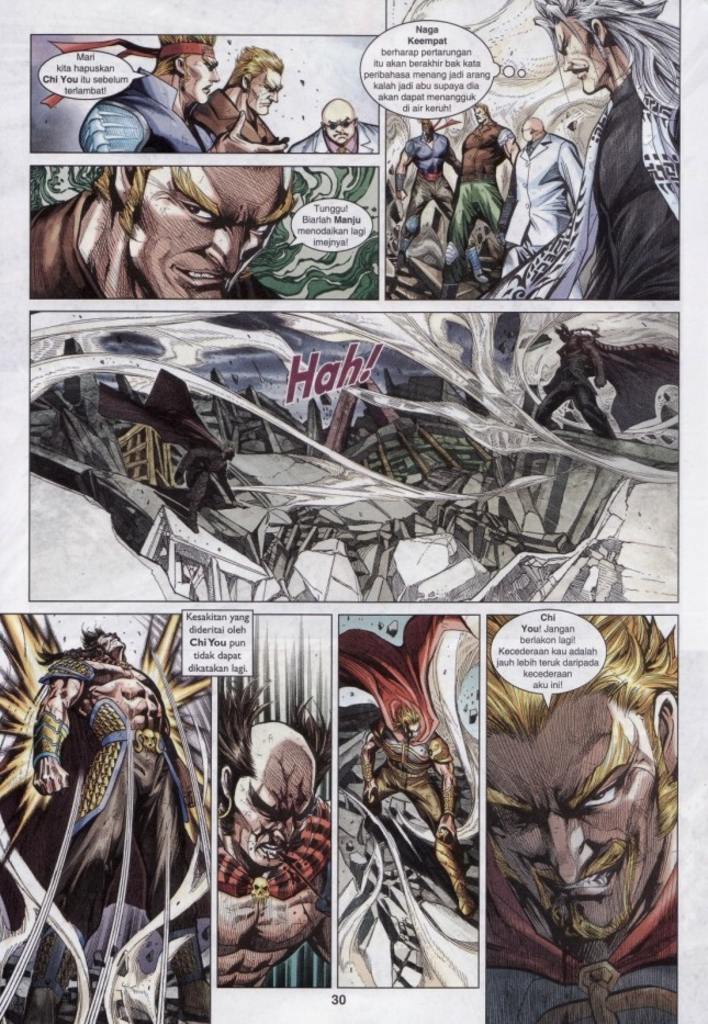 Mari
kita hapuskan
Chi You itu sebelum
terlambat!
Naga
Keempat
berharap pertarungan
itu akan berakhir bak kata
peribahasa menang jadi arang
kalah jadi abu supaya dia
akan dapat menangguk
di air keruh!
Tunggu!
Biarlah Manju
menodaikan lagi
imejnya!
Hah!
Kesakitan yang
dideritai oleh
Chi You pun
tidak dapat
dikatakan lagi.
Chi
You! Jangan
berlakon lagi!
Kecederaan kau adalah
jauh lebih teruk daripada
kecederaan
aku ini!
30